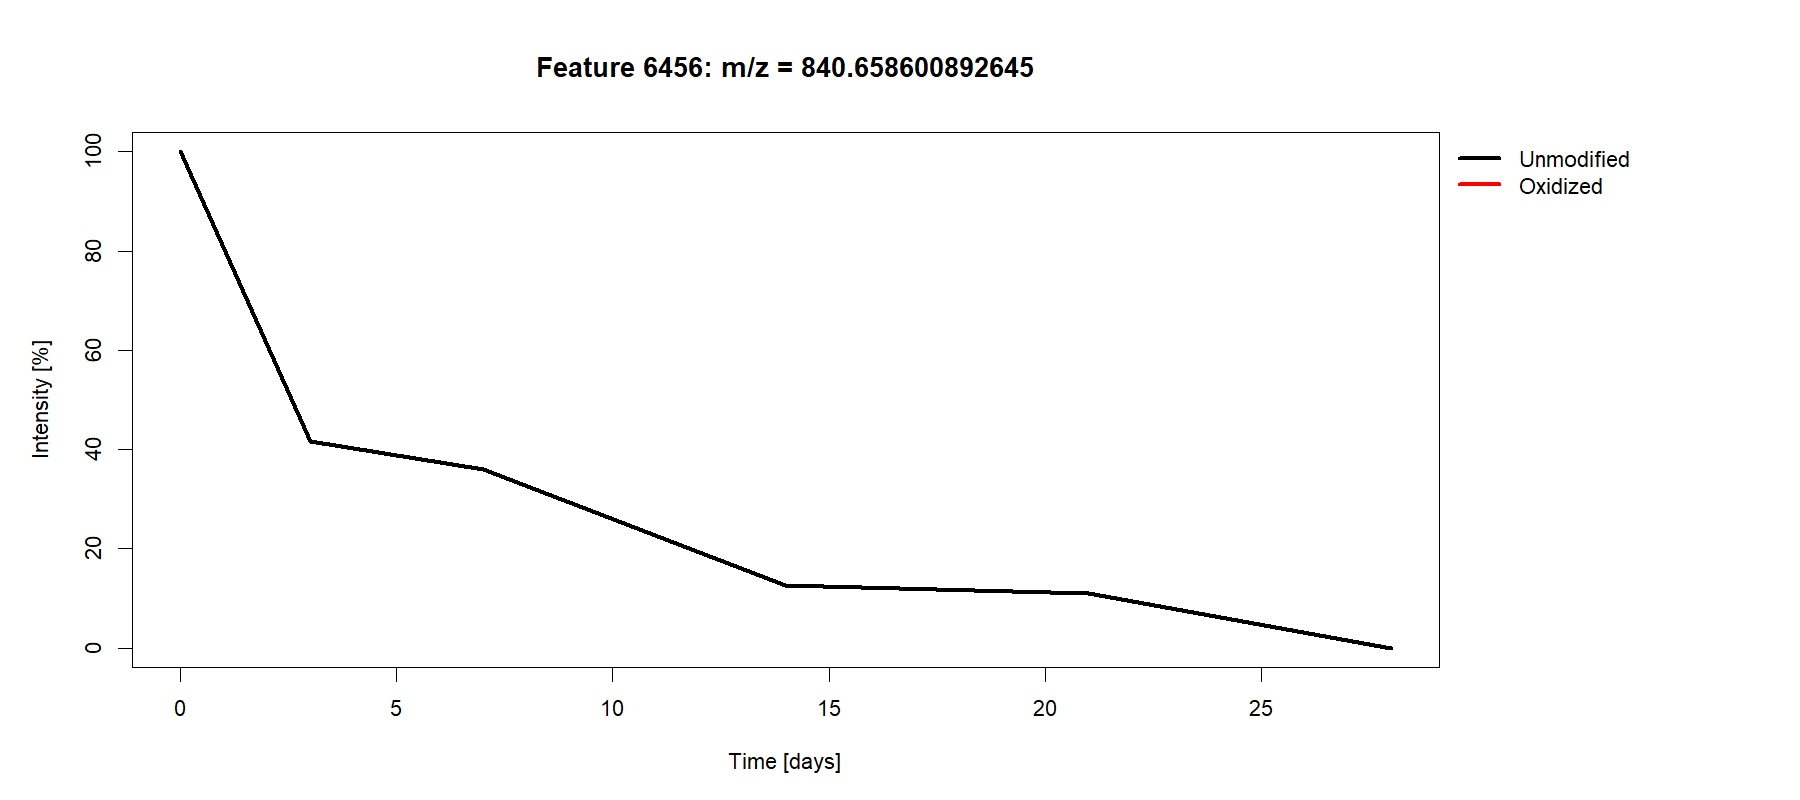 Feature 6456: m/z = 840.658600892645
Unmodified
Oxidized
Intensity [%]
100
80
60
40
20
0
0 5 10 15 20 25
Time [days]